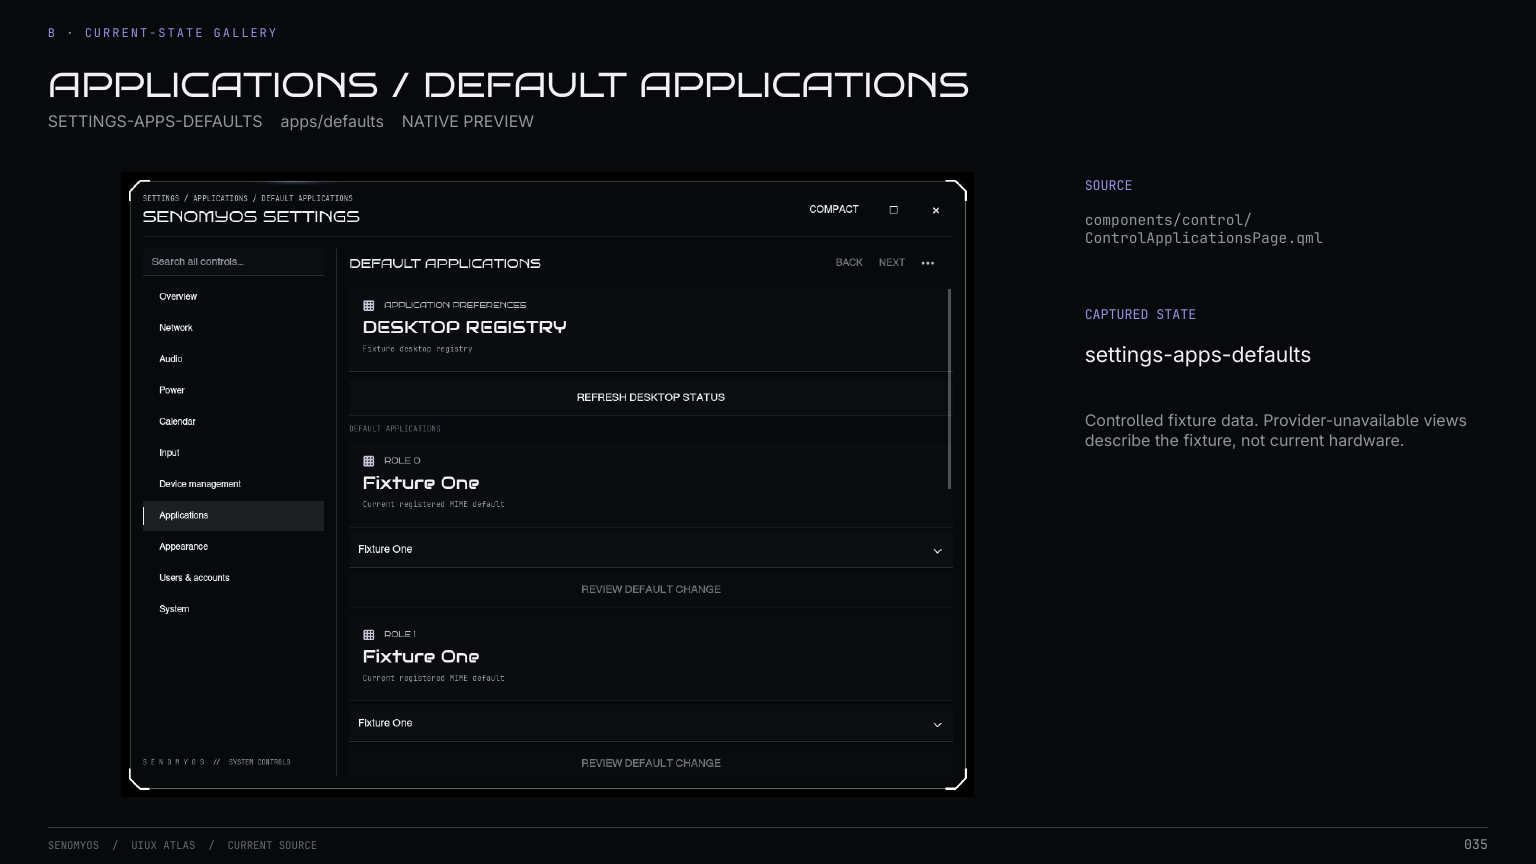 B · CURRENT-STATE GALLERY
APPLICATIONS / DEFAULT APPLICATIONS
SETTINGS-APPS-DEFAULTS apps/defaults NATIVE PREVIEW
SETTINGS / APPLICATIONS / DEFAULT APPLICATIONS
SENOMYOS SETTINGS
COMPACT
Search all controls...
Overview
Network
Audio
Power
Calendar
Input
Device management
Applications
Appearance
Users & accounts
System
SENOMYOS // SYSTEM CONTROLS
DEFAULT APPLICATIONS
BACK NEXT
APPLICATION PREFERENCES
DESKTOP REGISTRY
Fixture desktop registry
REFRESH DESKTOP STATUS
DEFAULT APPLICATIONS
ROLE 0
Fixture One
Current registered MIME default
Fixture One
REVIEW DEFAULT CHANGE
ROLE 1
Fixture One
Current registered MIME default
Fixture One
REVIEW DEFAULT CHANGE
SOURCE
components/control/
ControlApplicationsPage.qml
CAPTURED STATE
settings-apps-defaults
Controlled fixture data. Provider-unavailable views
describe the fixture, not current hardware.
SENOMYOS / UIUX ATLAS / CURRENT SOURCE
035